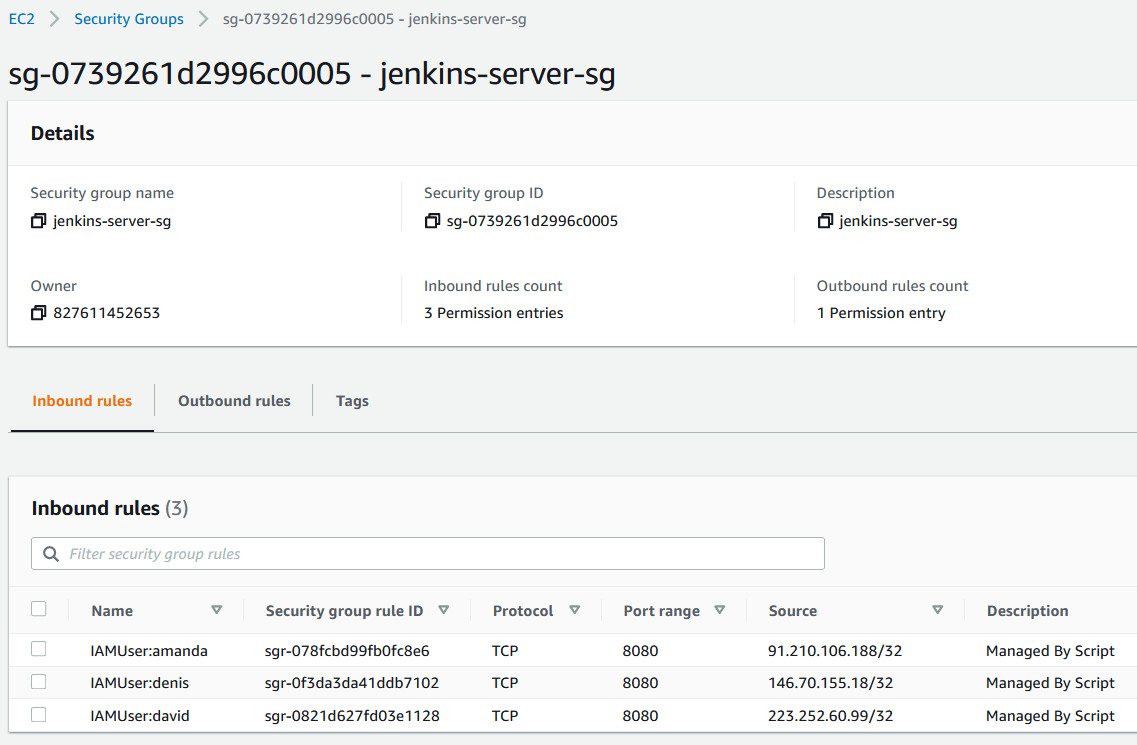 EC2 > Security Groups > sg-0739261d2996c0005 - jenkins-server-sg
sg-0739261d2996c0005 - jenkins-server-sg
Details
Security group name Security group ID Description
jenkins-server-sg sg-0739261d2996c0005 jenkins-server-sg
Owner Inbound rules count Outbound rules count
827611452653 3 Permission entries 1 Permission entry
Inbound rules Outbound rules Tags
Inbound rules (3)
Filter security group rules
Name Security group rule ID Protocol Port range Source Description
IAMUser:amanda sgr-078fcbd99fb0fc8e6 TCP 8080 91.210.106.188/32 Managed By Script
IAMUser:denis sgr-0f3da3da41ddb7102 TCP 8080 146.70.155.18/32 Managed By Script
IAMUser:david sgr-0821d627fd03e1128 TCP 8080 223.252.60.99/32 Managed By Script